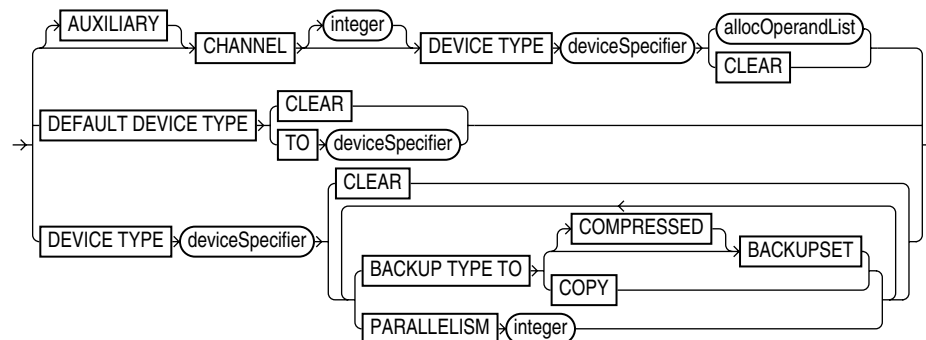 AUXILIARY CHANNEL integer DEVICE TYPE deviceSpecifier allocOperandList
CLEAR
DEFAULT DEVICE TYPE CLEAR
TO deviceSpecifier
CLEAR
DEVICE TYPE deviceSpecifier
COMPRESSED
BACKUP TYPE TO BACKUPSET
COPY
PARALLELISM integer